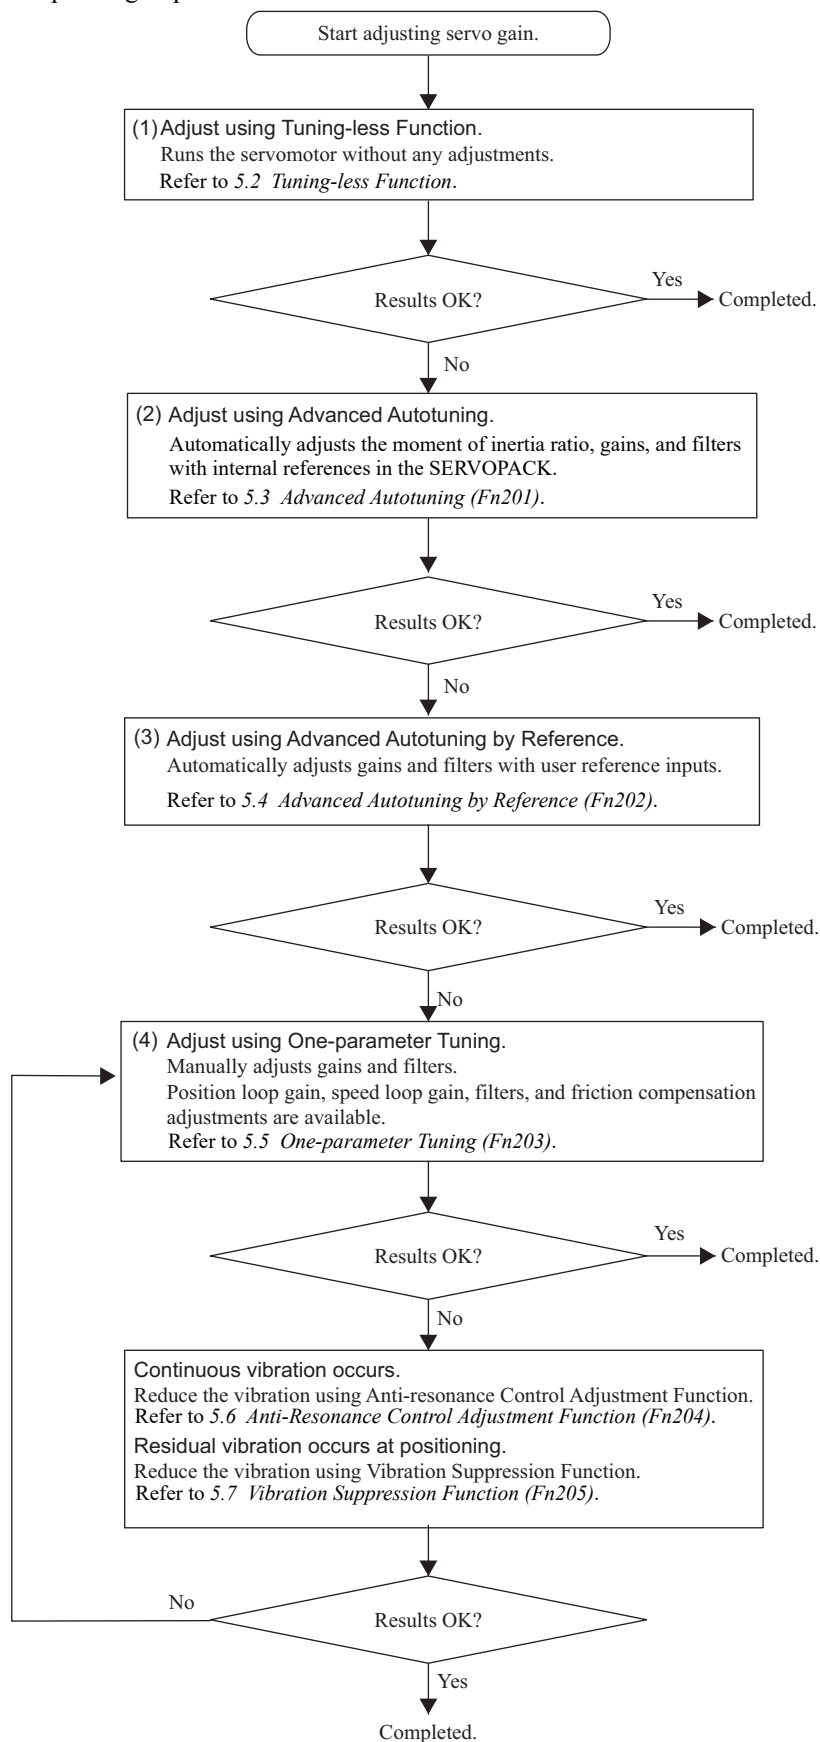 Start adjusting servo gain.
(1) Adjust using Tuning-less Function.
Runs the servomotor without any adjustments.
Refer to 5.2 Tuning-less Function.
Results OK?
Yes
Completed.
No
(2) Adjust using Advanced Autotuning.
Automatically adjusts the moment of inertia ratio, gains, and filters
with internal references in the SERVOPACK.
Refer to 5.3 Advanced Autotuning (Fn201).
Results OK?
Yes
Completed.
No
(3) Adjust using Advanced Autotuning by Reference.
Automatically adjusts gains and filters with user reference inputs.
Refer to 5.4 Advanced Autotuning by Reference (Fn202).
Results OK?
Yes
Completed.
No
(4) Adjust using One-parameter Tuning.
Manually adjusts gains and filters.
Position loop gain, speed loop gain, filters, and friction compensation
adjustments are available.
Refer to 5.5 One-parameter Tuning (Fn203).
Results OK?
Yes
Completed.
No
Continuous vibration occurs.
Reduce the vibration using Anti-resonance Control Adjustment Function.
Refer to 5.6 Anti-Resonance Control Adjustment Function (Fn204).
Residual vibration occurs at positioning.
Reduce the vibration using Vibration Suppression Function.
Refer to 5.7 Vibration Suppression Function (Fn205).
No
Results OK?
Yes
Completed.